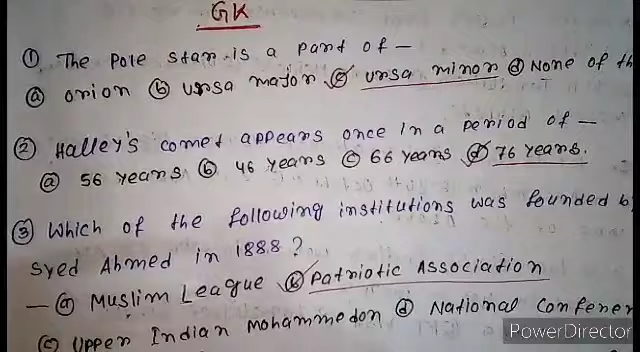 GK
① The Pole star is a part of —
ⓐ orion ⓑ ursa major ⓒ ursa minor ⓓ None of th
② Halley's comet appears once in a period of —
ⓐ 56 years ⓑ 46 years ⓒ 66 years ⓓ 76 years.
③ Which of the following institutions was founded b
Syed Ahmed in 1888?
— ⓐ Muslim League ⓑ Patriotic Association
ⓒ Upper Indian Mohammedon ⓓ National Confere
PowerDirector